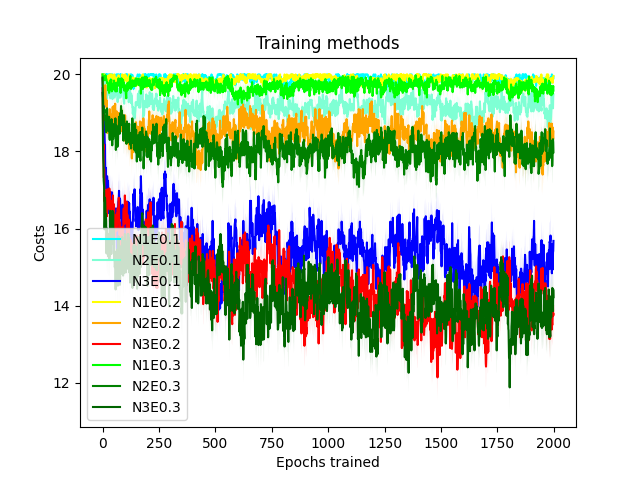 Training methods
Costs
20
18
16
14
12
N1E0.1
N2E0.1
N3E0.1
N1E0.2
N2E0.2
N3E0.2
N1E0.3
N2E0.3
N3E0.3
0 250 500 750 1000 1250 1500 1750 2000
Epochs trained